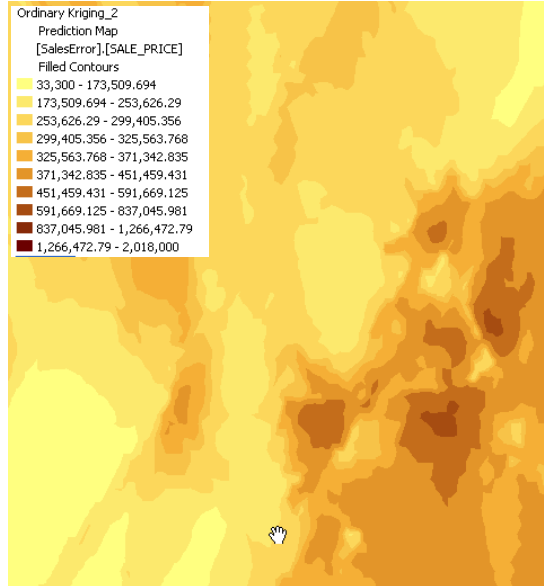 Ordinary Kriging_2
Prediction Map
[SalesError].[SALE_PRICE]
Filled Contours
33,300 - 173,509.694
173,509.694 - 253,626.29
253,626.29 - 299,405.356
299,405.356 - 325,563.768
325,563.768 - 371,342.835
371,342.835 - 451,459.431
451,459.431 - 591,669.125
591,669.125 - 837,045.981
837,045.981 - 1,266,472.79
1,266,472.79 - 2,018,000